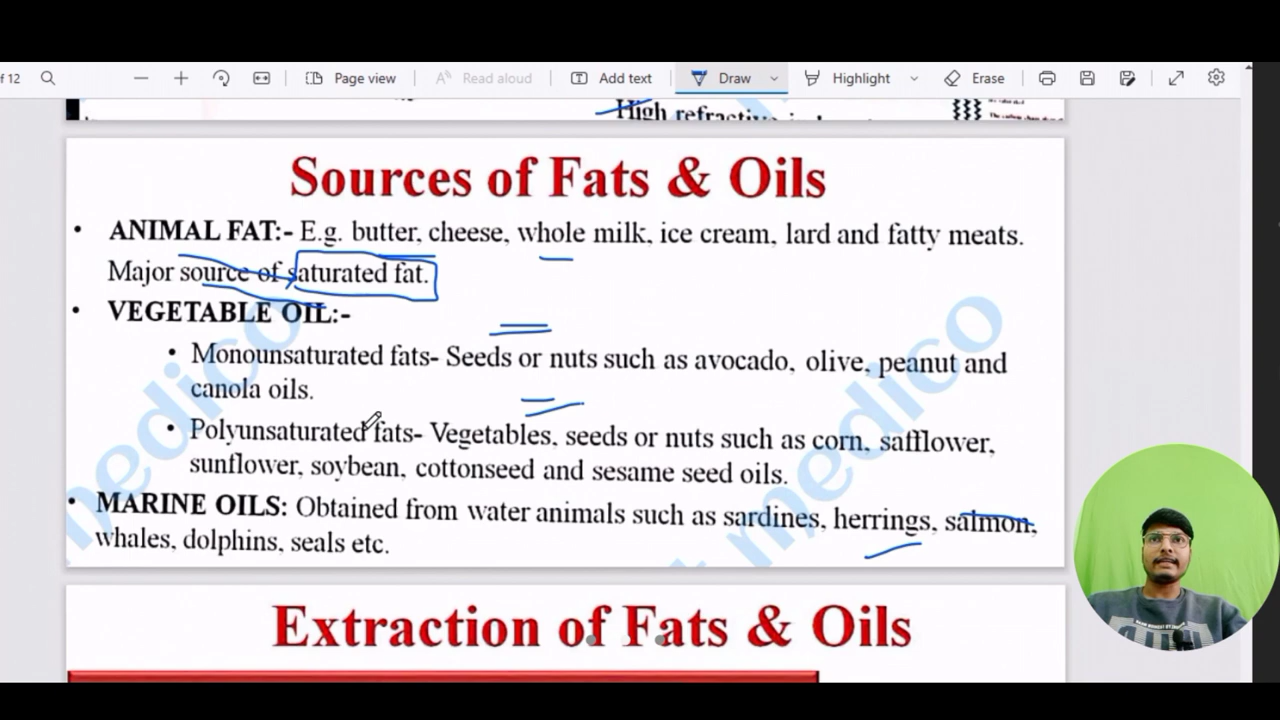 of 12
Page view
Read aloud
Add text
Draw
Highlight
Erase
High refractive
Sources of Fats & Oils
• ANIMAL FAT:- E.g. butter, cheese, whole milk, ice cream, lard and fatty meats.
Major source of saturated fat.
• VEGETABLE OIL:-
• Monounsaturated fats- Seeds or nuts such as avocado, olive, peanut and
canola oils.
• Polyunsaturated fats- Vegetables, seeds or nuts such as corn, safflower,
sunflower, soybean, cottonseed and sesame seed oils.
• MARINE OILS: Obtained from water animals such as sardines, herrings, salmon,
whales, dolphins, seals etc.
medico
medico
Extraction of Fats & Oils